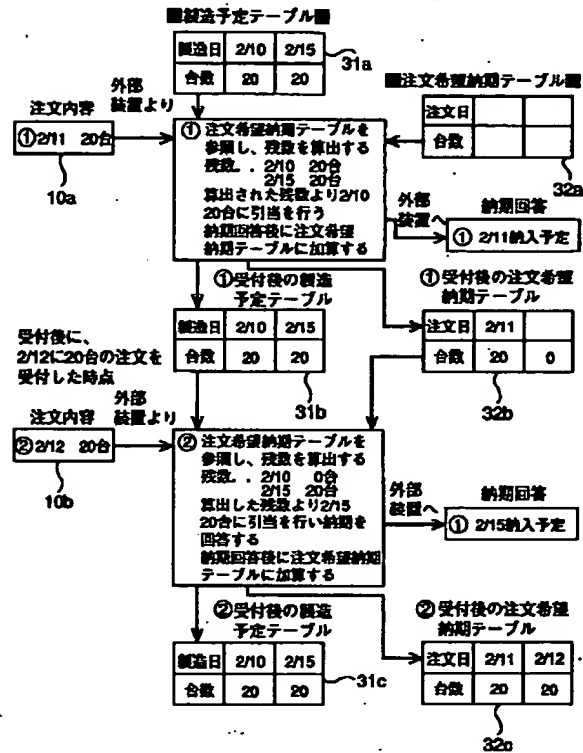 ■製造予定テーブル■
製造日 2/10 2/15
台数 20 20
31a
外部
装置より
注文内容
①2/11 20台
10a
■注文希望納期テーブル■
注文日
台数
32a
① 注文希望納期テーブルを
参照し、残数を算出する
残数．．2/10 20台
2/15 20台
算出された残数より2/10
20台に引当を行う
納期回答後に注文希望
納期テーブルに加算する
外部
装置へ
納期回答
① 2/11納入予定
①受付後の製造
予定テーブル
製造日 2/10 2/15
台数 20 20
31b
①受付後の注文希望
納期テーブル
注文日 2/11
台数 20 0
32b
受付後に、
2/12に20台の注文を
受付した時点
外部
装置より
注文内容
②2/12 20台
10b
② 注文希望納期テーブルを
参照し、残数を算出する
残数．．2/10 0台
2/15 20台
算出した残数より2/15
20台に引当を行い納期を
回答する
納期回答後に注文希望納期
テーブルに加算する
外部
装置へ
納期回答
① 2/15納入予定
②受付後の製造
予定テーブル
製造日 2/10 2/15
台数 20 20
31c
②受付後の注文希望
納期テーブル
注文日 2/11 2/12
台数 20 20
32c